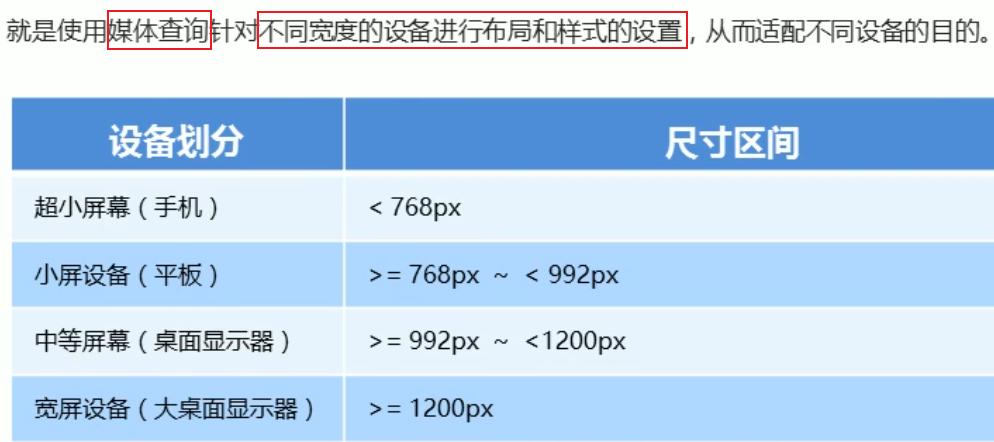 就是使用媒体查询针对不同宽度的设备进行布局和样式的设置，从而适配不同设备的目的。
设备划分 尺寸区间
超小屏幕（手机） < 768px
小屏设备（平板） >= 768px ~ < 992px
中等屏幕（桌面显示器） >= 992px ~ <1200px
宽屏设备（大桌面显示器） >= 1200px